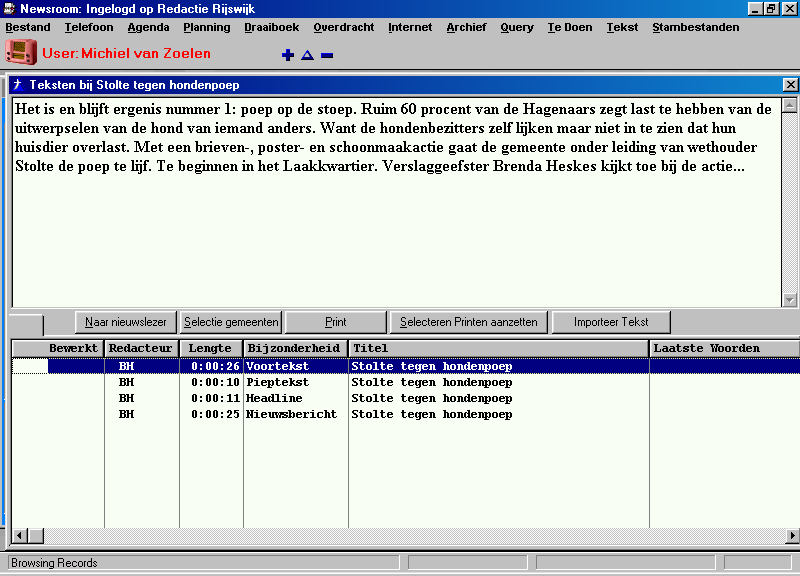 Newsroom: Ingelogd op Redactie Rijswijk
Bestand Telefoon Agenda Planning Draaiboek Overdracht Internet Archief Query Te Doen Tekst Stambestanden
User: Michiel van Zoelen
Teksten bij Stolte tegen hondenpoep
Het is en blijft ergenis nummer 1: poep op de stoep. Ruim 60 procent van de Hagenaars zegt last te hebben van de
uitwerpselen van de hond van iemand anders. Want de hondenbezitters zelf lijken maar niet in te zien dat hun
huisdier overlast. Met een brieven-, poster- en schoonmaakactie gaat de gemeente onder leiding van wethouder
Stolte de poep te lijf. Te beginnen in het Laakkwartier. Verslaggeefster Brenda Heskes kijkt toe bij de actie...
Naar nieuwslezer Selectie gemeenten Print Selecteren Printen aanzetten Importeer Tekst
Bewerkt Redacteur Lengte Bijzonderheid Titel Laatste Woorden
BH 0:00:26 Voortekst Stolte tegen hondenpoep
BH 0:00:10 Pieptekst Stolte tegen hondenpoep
BH 0:00:11 Headline Stolte tegen hondenpoep
BH 0:00:25 Nieuwsbericht Stolte tegen hondenpoep
Browsing Records